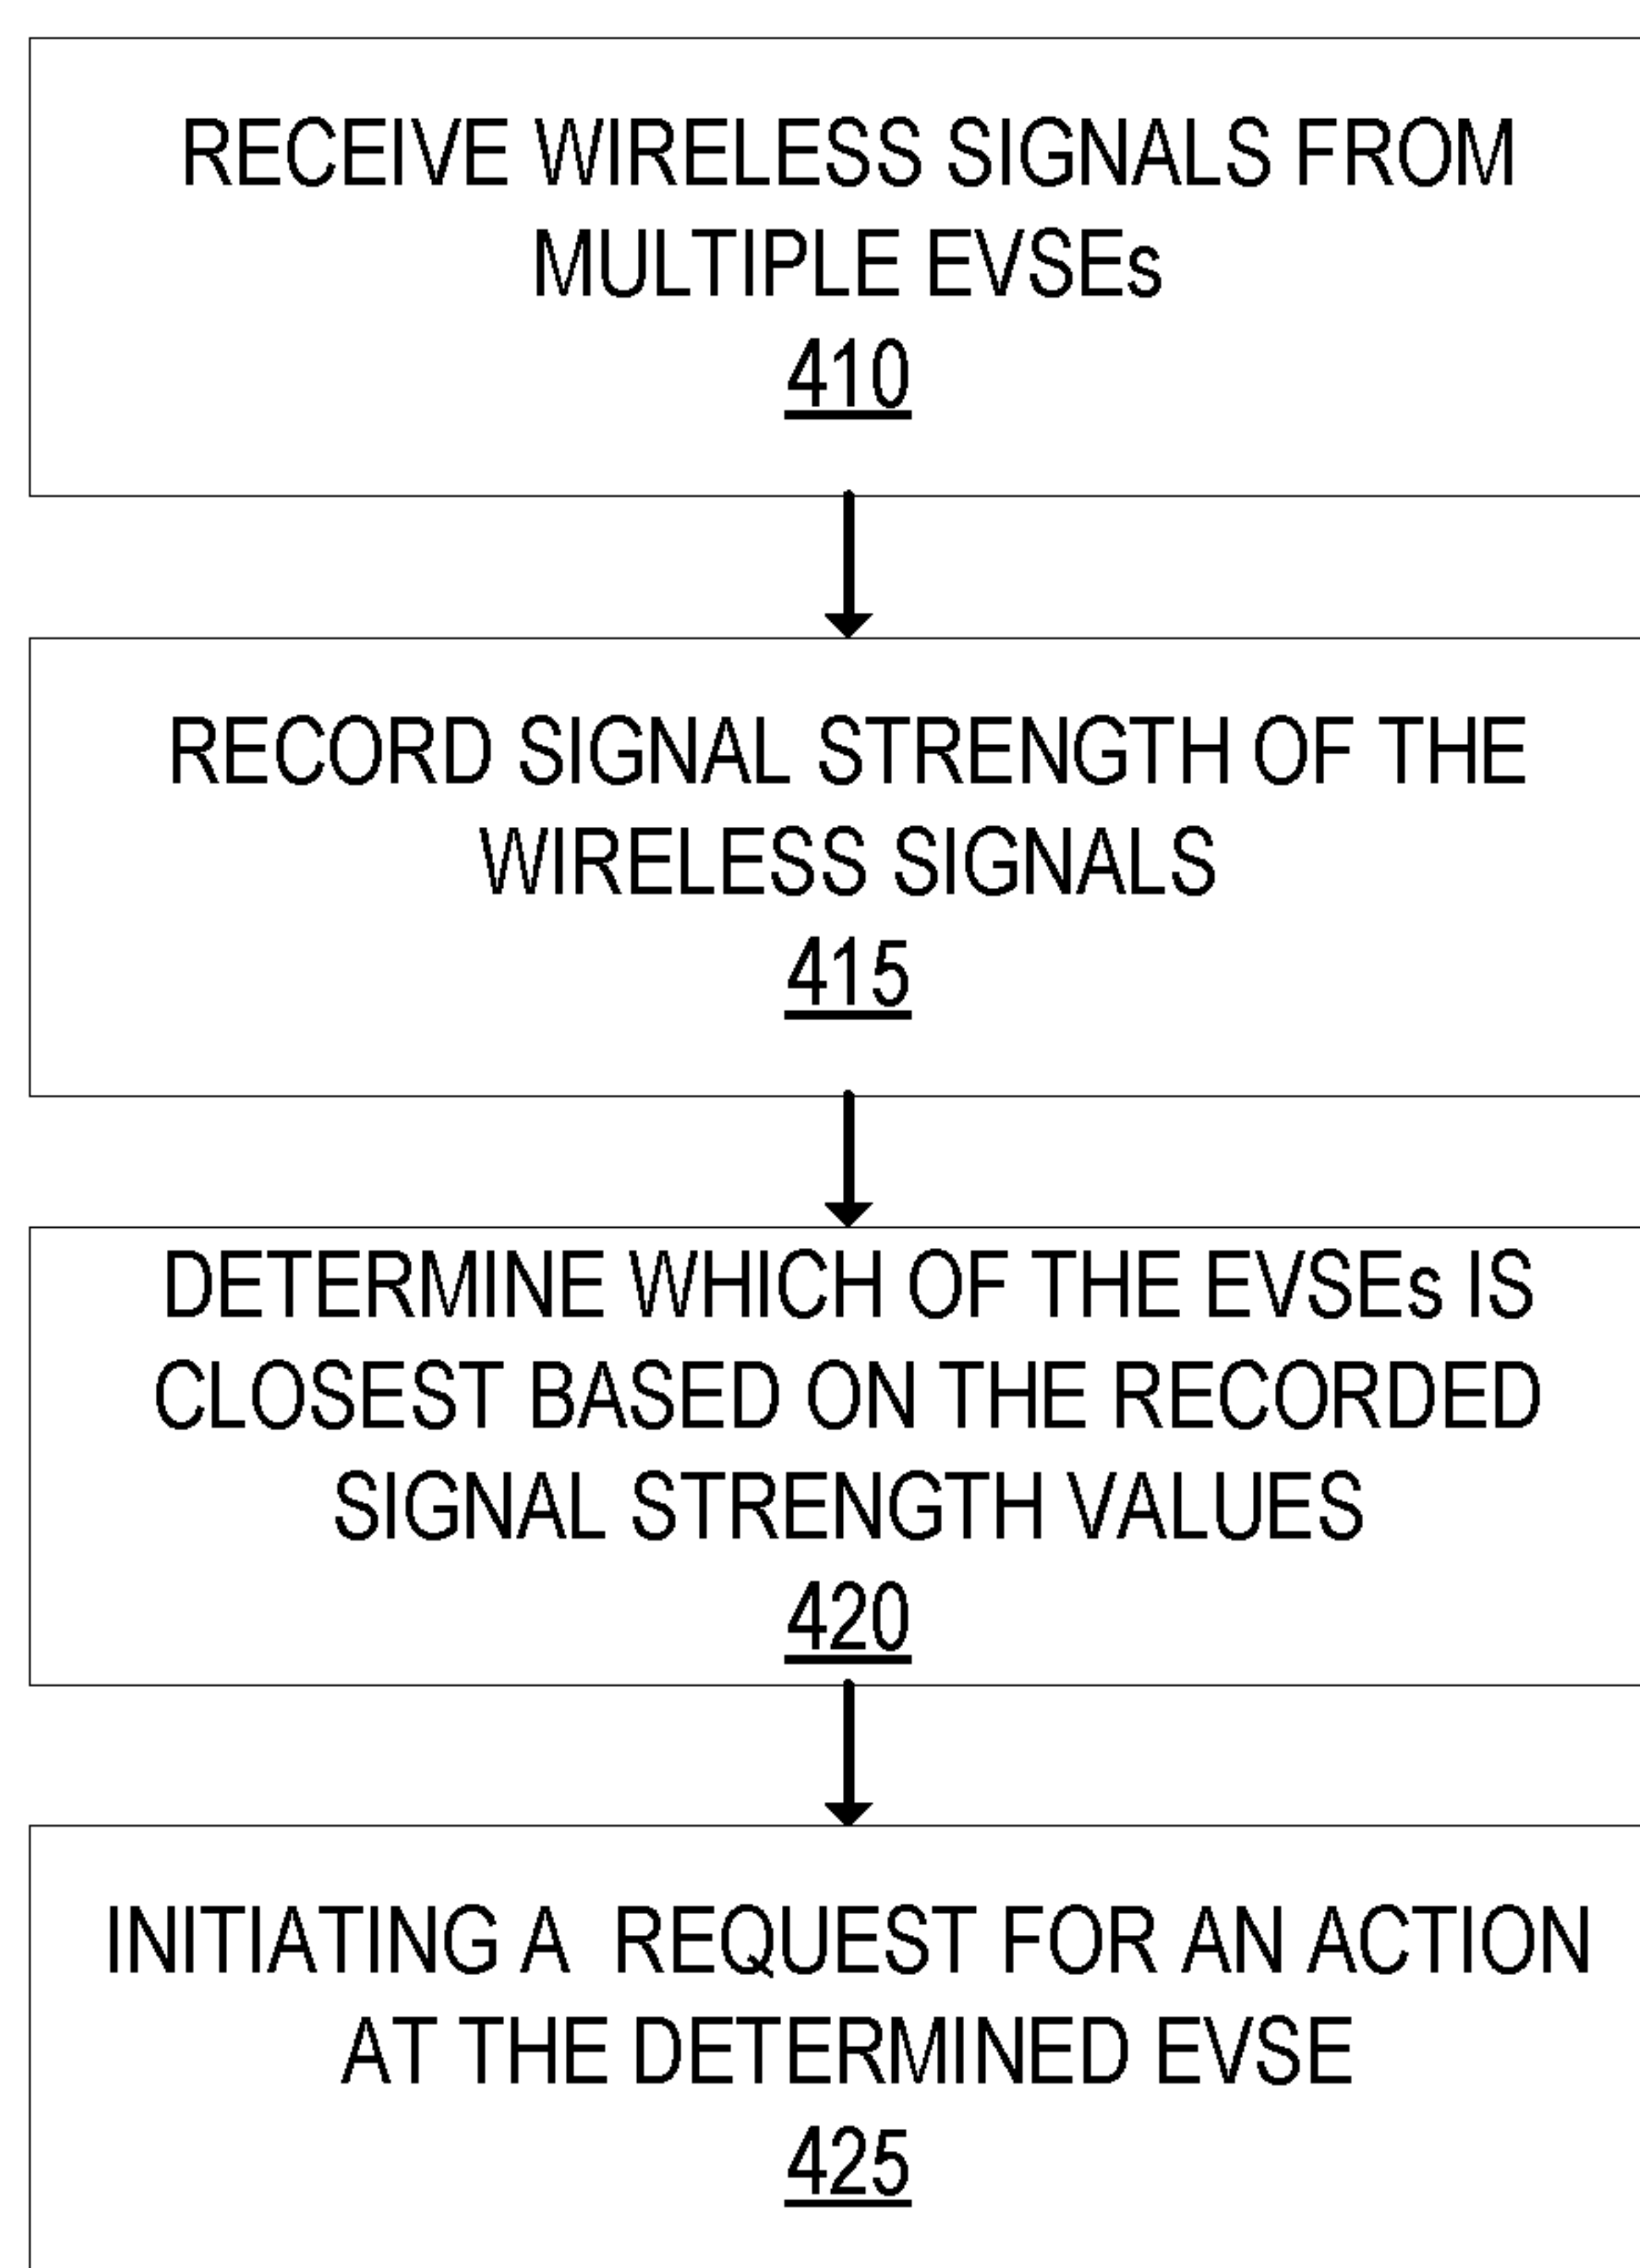 RECEIVE WIRELESS SIGNALS FROM
MULTIPLE EVSEs
410
RECORD SIGNAL STRENGTH OF THE
WIRELESS SIGNALS
415
DETERMINE WHICH OF THE EVSEs IS
CLOSEST BASED ON THE RECORDED
SIGNAL STRENGTH VALUES
420
INITIATING A  REQUEST FOR AN ACTION
AT THE DETERMINED EVSE
425